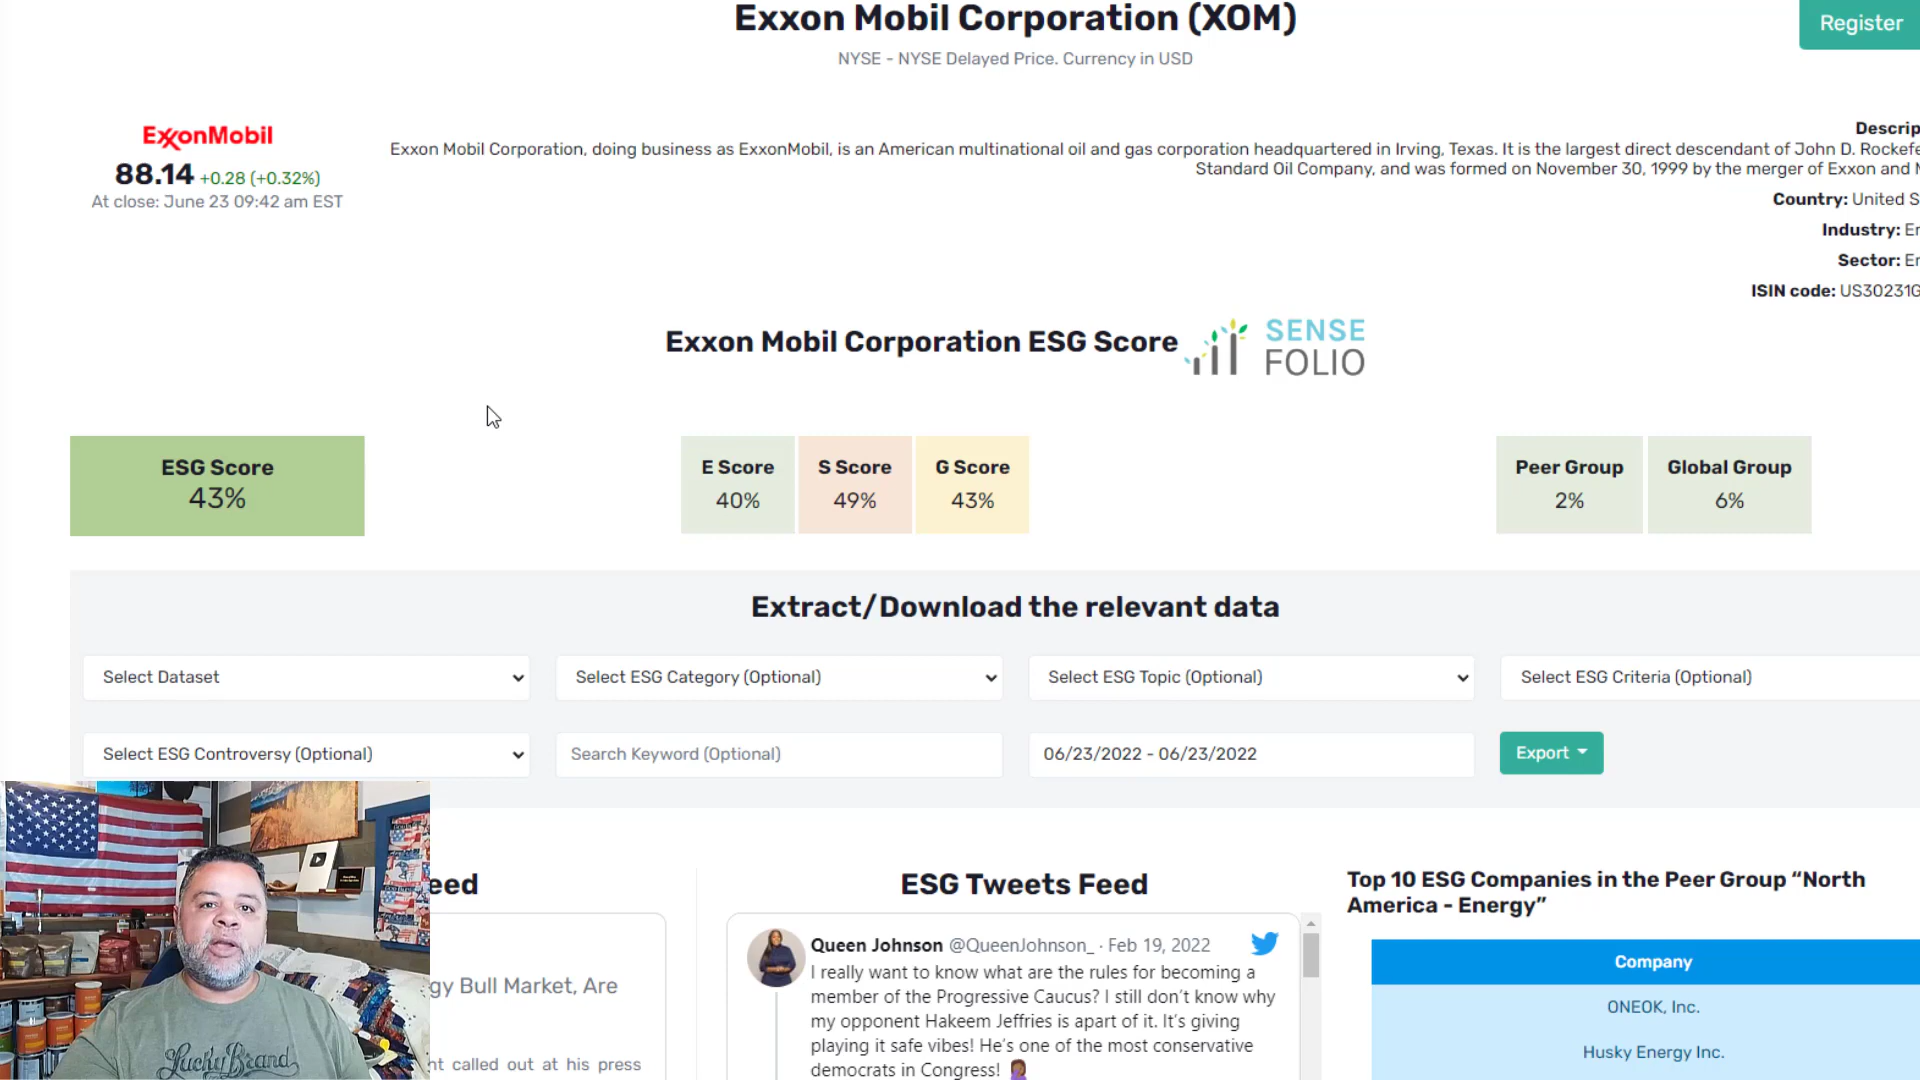 Exxon Mobil Corporation (XOM)
Register
NYSE - NYSE Delayed Price. Currency in USD
ExxonMobil
88.14 +0.28 (+0.32%)
At close: June 23 09:42 am EST
Descrip
Exxon Mobil Corporation, doing business as ExxonMobil, is an American multinational oil and gas corporation headquartered in Irving, Texas. It is the largest direct descendant of John D. Rockefe
Standard Oil Company, and was formed on November 30, 1999 by the merger of Exxon and M
Country: United S
Industry: En
Sector: En
ISIN code: US30231G
Exxon Mobil Corporation ESG Score
SENSE
FOLIO
ESG Score
43%
E Score
40%
S Score
49%
G Score
43%
Peer Group
2%
Global Group
6%
Extract/Download the relevant data
Select Dataset
Select ESG Category (Optional)
Select ESG Topic (Optional)
Select ESG Criteria (Optional)
Select ESG Controversy (Optional)
Search Keyword (Optional)
06/23/2022 - 06/23/2022
Export
eed
gy Bull Market, Are
nt called out at his press
Lucky Brand
ESG Tweets Feed
Queen Johnson @QueenJohnson_ · Feb 19, 2022
I really want to know what are the rules for becoming a
member of the Progressive Caucus? I still don't know why
my opponent Hakeem Jeffries is apart of it. It's giving
playing it safe vibes! He's one of the most conservative
democrats in Congress!
Top 10 ESG Companies in the Peer Group “North
America - Energy”
Company
ONEOK, Inc.
Husky Energy Inc.